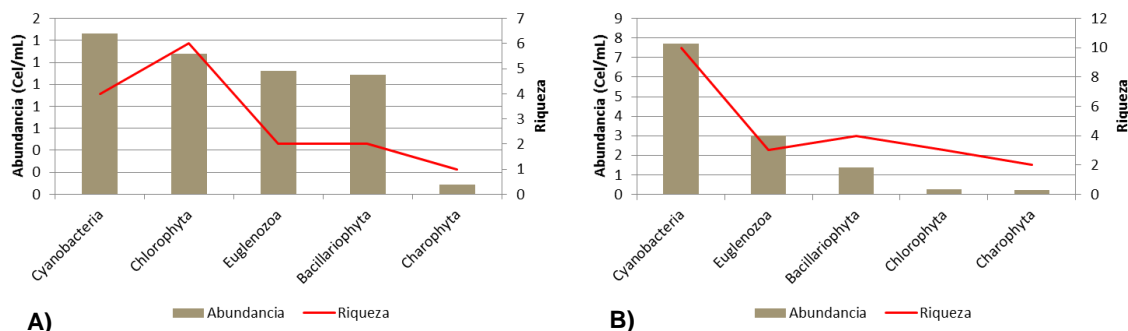 Abundancia (Cel/mL)
2
1
1
1
1
1
0
0
0
7
6
5
4
3
2
1
0
Riqueza
Cyanobacteria
Chlorophyta
Euglenozoa
Bacillariophyta
Charophyta
Abundancia Riqueza
A)
Abundancia (Cel/mL)
9
8
7
6
5
4
3
2
1
0
12
10
8
6
4
2
0
Riqueza
Cyanobacteria
Euglenozoa
Bacillariophyta
Chlorophyta
Charophyta
Abundancia Riqueza
B)